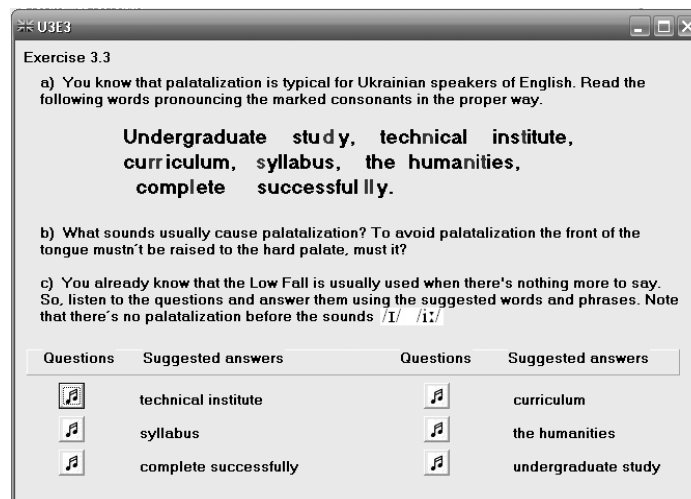 U3E3
Exercise 3.3
a) You know that palatalization is typical for Ukrainian speakers of English. Read the
following words pronouncing the marked consonants in the proper way.
Undergraduate study, technical institute,
curriculum, syllabus, the humanities,
complete successfully.
b) What sounds usually cause palatalization? To avoid palatalization the front of the
tongue mustn´t be raised to the hard palate, must it?
c) You already know that the Low Fall is usually used when there's nothing more to say.
So, listen to the questions and answer them using the suggested words and phrases. Note
that there´s no palatalization before the sounds /ɪ/ /iː/
Questions Suggested answers Questions Suggested answers
technical institute curriculum
syllabus the humanities
complete successfully undergraduate study